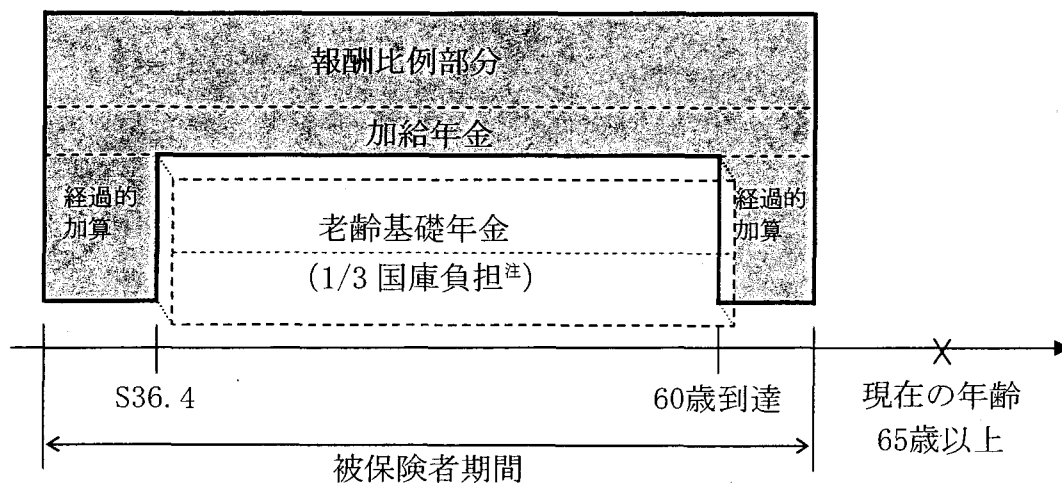 報酬比例部分
加給年金
経過的
加算
老齢基礎年金
(1/3 国庫負担注)
経過的
加算
S36.4
60歳到達
現在の年齢
65歳以上
被保険者期間